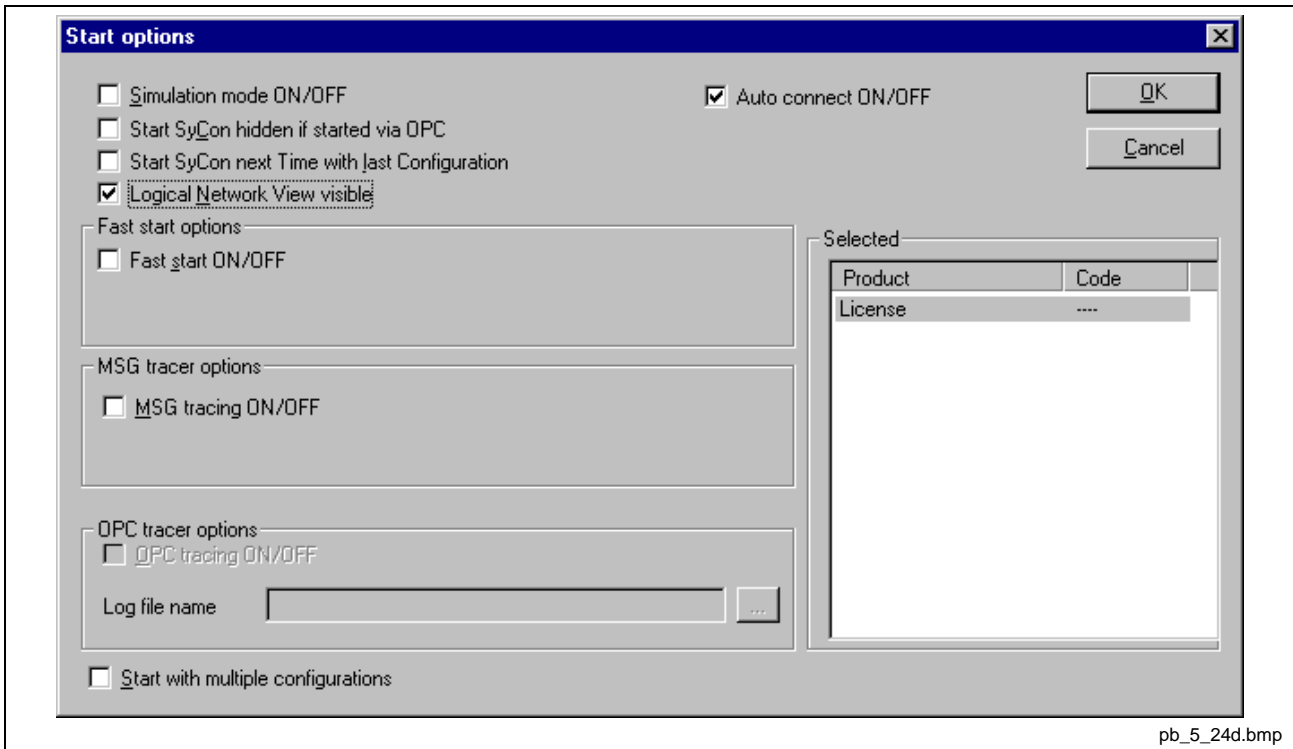 Start options
Simulation mode ON/OFF
Auto connect ON/OFF
OK
Start SyCon hidden if started via OPC
Start SyCon next Time with last Configuration
Cancel
Logical Network View visible
Fast start options
Fast start ON/OFF
Selected
Product Code
License ----
MSG tracer options
MSG tracing ON/OFF
OPC tracer options
OPC tracing ON/OFF
Log file name
...
Start with multiple configurations
pb_5_24d.bmp